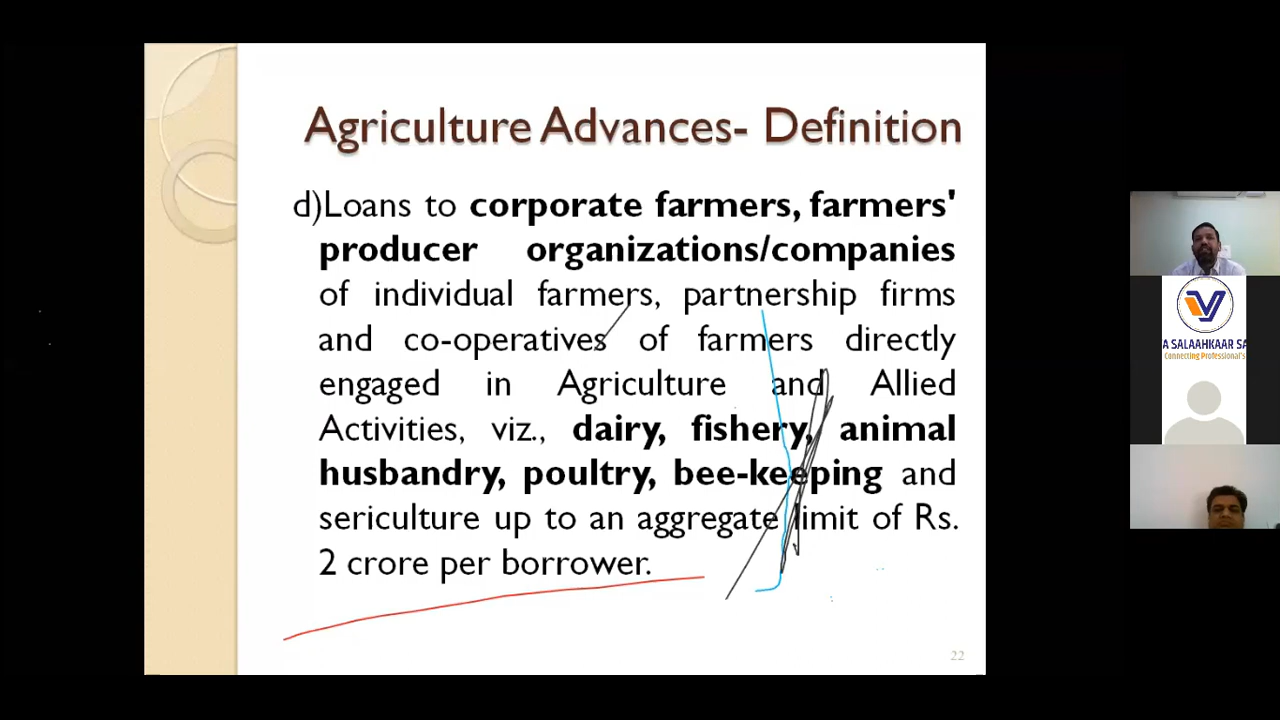 Agriculture Advances- Definition
d)Loans to corporate farmers, farmers'
producer organizations/companies
of individual farmers, partnership firms
and co-operatives of farmers directly
engaged in Agriculture and Allied
Activities, viz., dairy, fishery, animal
husbandry, poultry, bee-keeping and
sericulture up to an aggregate limit of Rs.
2 crore per borrower.
22
A SALAAHKAAR SA
Connecting Professional's